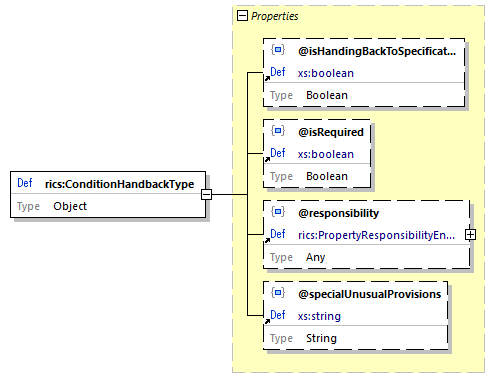 Properties
@isHandingBackToSpecificat...
Def xs:boolean
Type Boolean
@isRequired
Def xs:boolean
Type Boolean
Def rics:ConditionHandbackType
Type Object
@responsibility
Def rics:PropertyResponsibilityEn...
Type Any
@specialUnusualProvisions
Def xs:string
Type String